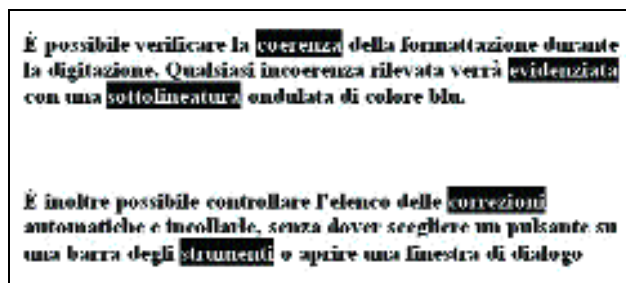 È possibile verificare la coerenza della formattazione durante
la digitazione. Qualsiasi incoerenza rilevata verrà evidenziata
con una sottolineatura ondulata di colore blu.
È inoltre possibile controllare l'elenco delle correzioni
automatiche e incollarle, senza dover scegliere un pulsante su
una barra degli strumenti o aprire una finestra di dialogo